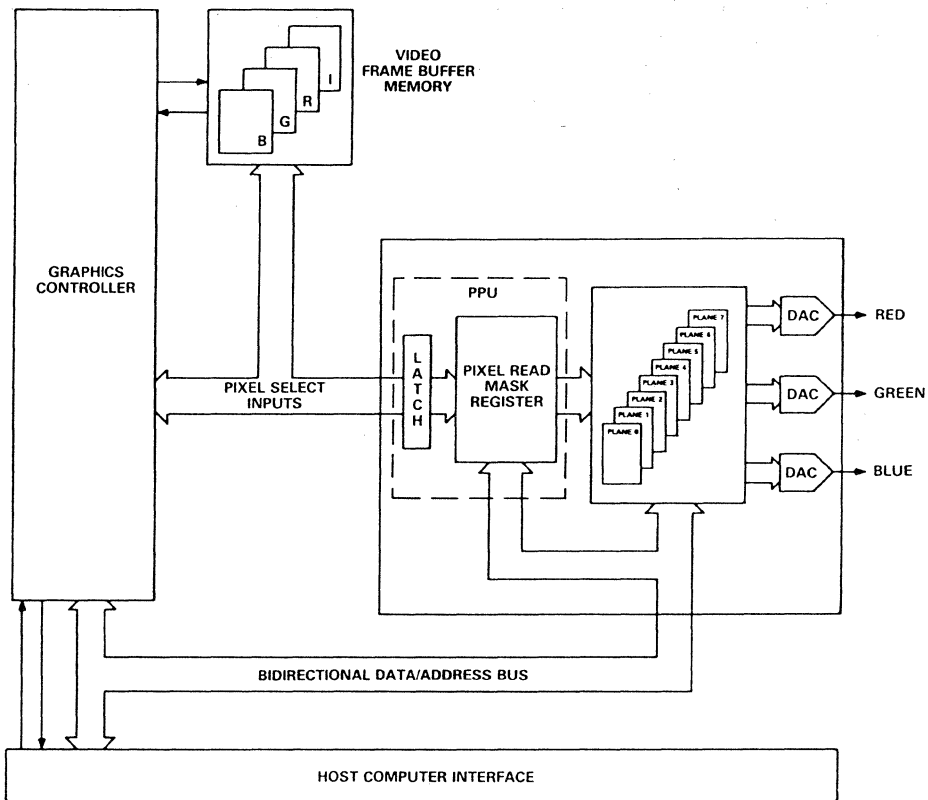 VIDEO
FRAME BUFFER
MEMORY
I
R
G
B
GRAPHICS
CONTROLLER
PPU
L
A
T
C
H
PIXEL READ
MASK
REGISTER
PIXEL SELECT
INPUTS
PLANE 7
PLANE 6
PLANE 5
PLANE 4
PLANE 3
PLANE 2
PLANE 1
PLANE 0
DAC
RED
DAC
GREEN
DAC
BLUE
BIDIRECTIONAL DATA/ADDRESS BUS
HOST COMPUTER INTERFACE